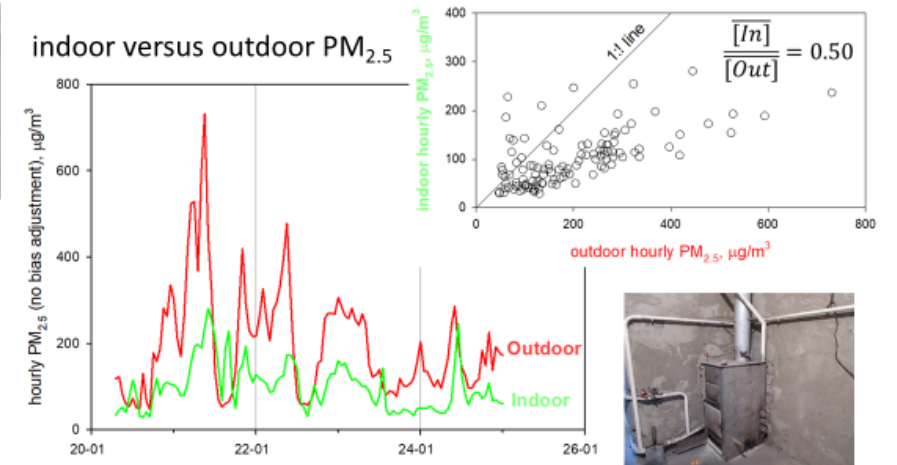 indoor versus outdoor PM2.5
hourly PM2.5 (no bias adjustment), μg/m3
800
600
400
200
0
20-01
22-01
24-01
26-01
Outdoor
Indoor
indoor hourly PM2.5, μg/m3
400
300
200
100
0
1:! line
[In]
[Out]
= 0.50
0
200
400
600
800
outdoor hourly PM2.5, μg/m3